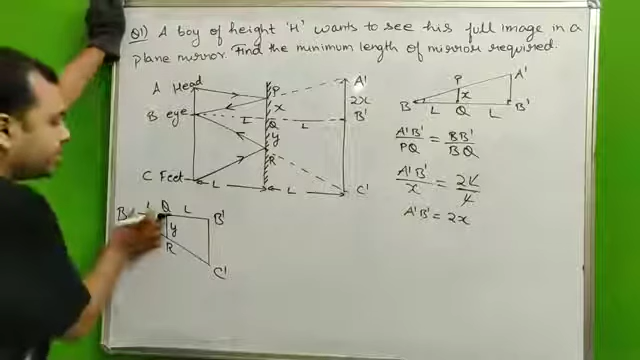 Q1) A boy of height 'H' wants to see his full image in a
plane mirror. Find the minimum length of mirror required.
A Head
P
A'
x
2x
B eye
L
Q
L
B'
y
R
C Feet
L
L
C'
P
A'
x
B
L
Q
L
B'
A'B' / PQ = BB' / BQ
A'B' / x = 2L / L
A'B' = 2x
B
Q
L
B'
y
R
C'